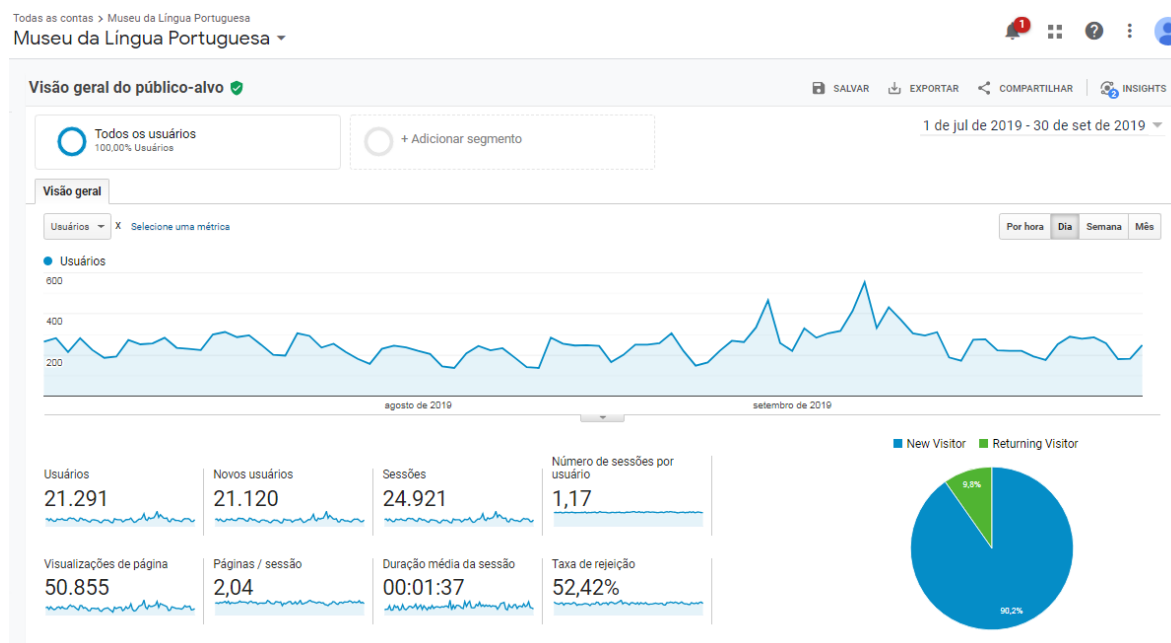 Todas as contas > Museu da Língua Portuguesa
Museu da Língua Portuguesa
1
Visão geral do público-alvo
SALVAR
EXPORTAR
COMPARTILHAR
2
INSIGHTS
Todos os usuários
100,00% Usuários
+ Adicionar segmento
1 de jul de 2019 - 30 de set de 2019
Visão geral
Usuários
X
Selecione uma métrica
Por hora
Dia
Semana
Mês
Usuários
600
400
200
agosto de 2019
setembro de 2019
New Visitor
Returning Visitor
Usuários
21.291
Novos usuários
21.120
Sessões
24.921
Número de sessões por
usuário
1,17
Visualizações de página
50.855
Páginas / sessão
2,04
Duração média da sessão
00:01:37
Taxa de rejeição
52,42%
9,8%
90,2%